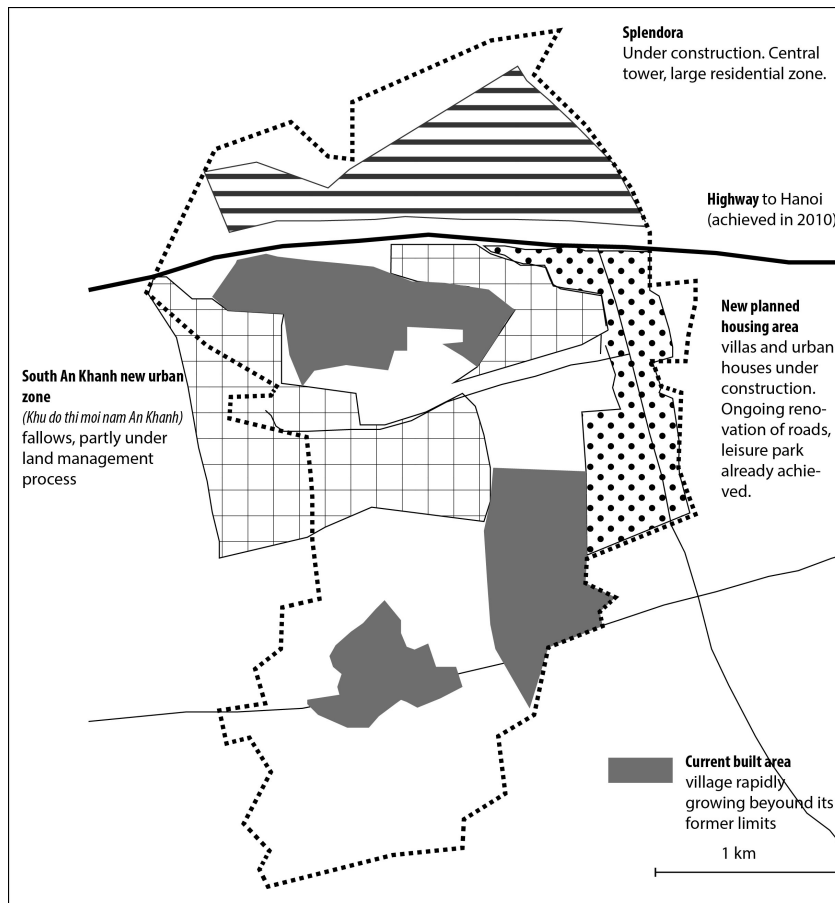 Splendora
Under construction. Central
tower, large residential zone.
Highway to Hanoi
(achieved in 2010)
New planned
housing area
villas and urban
houses under
construction.
Ongoing reno-
vation of roads,
leisure park
already achie-
ved.
South An Khanh new urban
zone
(Khu do thi moi nam An Khanh)
fallows, partly under
land management
process
Current built area
village rapidly
growing beyound its
former limits
1 km